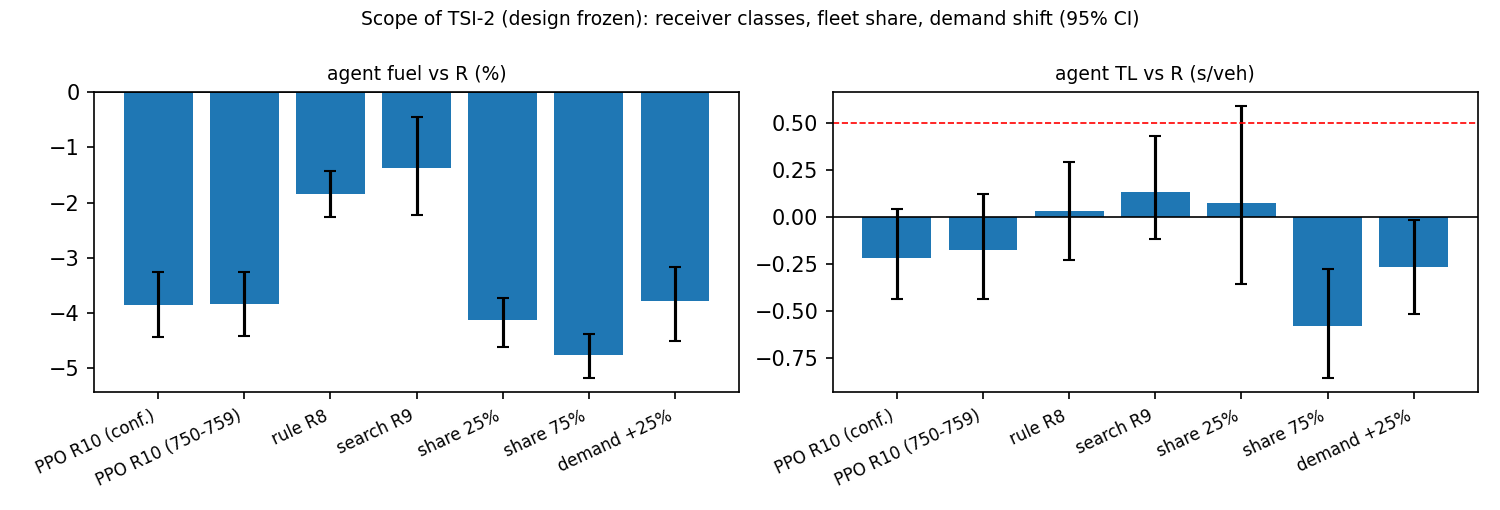 Scope of TSI-2 (design frozen): receiver classes, fleet share, demand shift (95% CI)
agent fuel vs R (%)
0
−1
−2
−3
−4
−5
PPO R10 (conf.)
PPO R10 (750-759)
rule R8
search R9
share 25%
share 75%
demand +25%
agent TL vs R (s/veh)
0.50
0.25
0.00
−0.25
−0.50
−0.75
PPO R10 (conf.)
PPO R10 (750-759)
rule R8
search R9
share 25%
share 75%
demand +25%